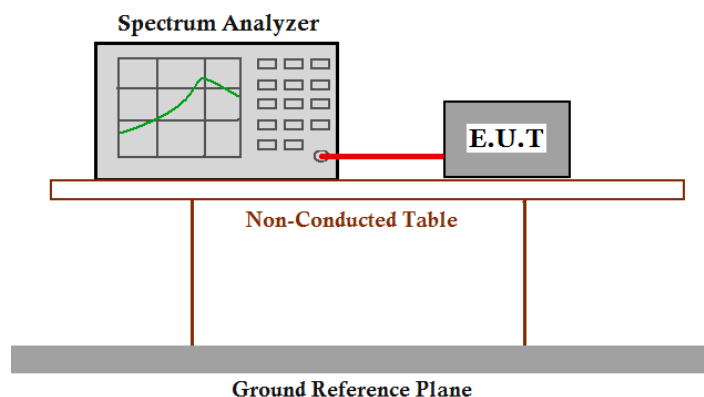 Spectrum Analyzer
E.U.T
Non-Conducted Table
Ground Reference Plane